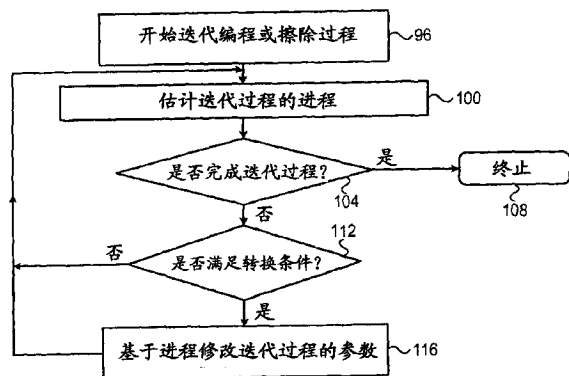 开始迭代编程或擦除过程
96
估计迭代过程的进程
100
是否完成迭代过程?
是
终止
104
108
否
112
否
是否满足转换条件?
是
基于进程修改迭代过程的参数
116